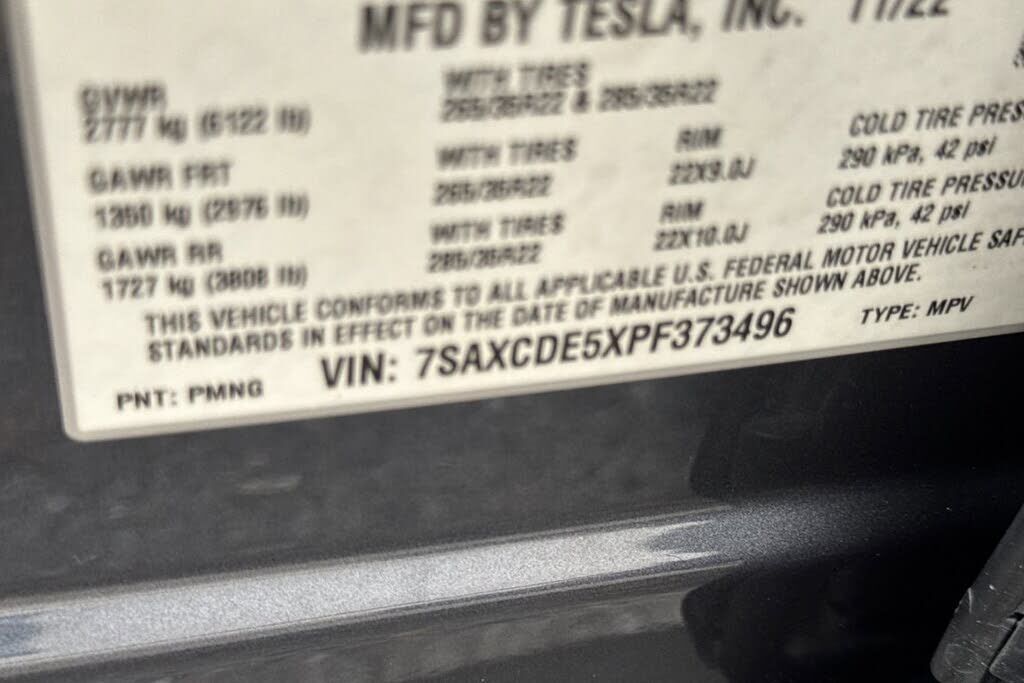 MFD BY TESLA, INC. 11/22
GVWR
2777 kg (6122 lb)
WITH TIRES
265/35R22 & 285/35R22
GAWR FRT
1350 kg (2976 lb)
WITH TIRES
265/35R22
RIM
22X9.0J
COLD TIRE PRES
290 kPa, 42 psi
GAWR RR
1727 kg (3808 lb)
WITH TIRES
285/35R22
RIM
22X10.0J
COLD TIRE PRESSU
290 kPa, 42 psi
THIS VEHICLE CONFORMS TO ALL APPLICABLE U.S. FEDERAL MOTOR VEHICLE SAF
STANDARDS IN EFFECT ON THE DATE OF MANUFACTURE SHOWN ABOVE.
PNT: PMNG
VIN: 7SAXCDE5XPF373496
TYPE: MPV